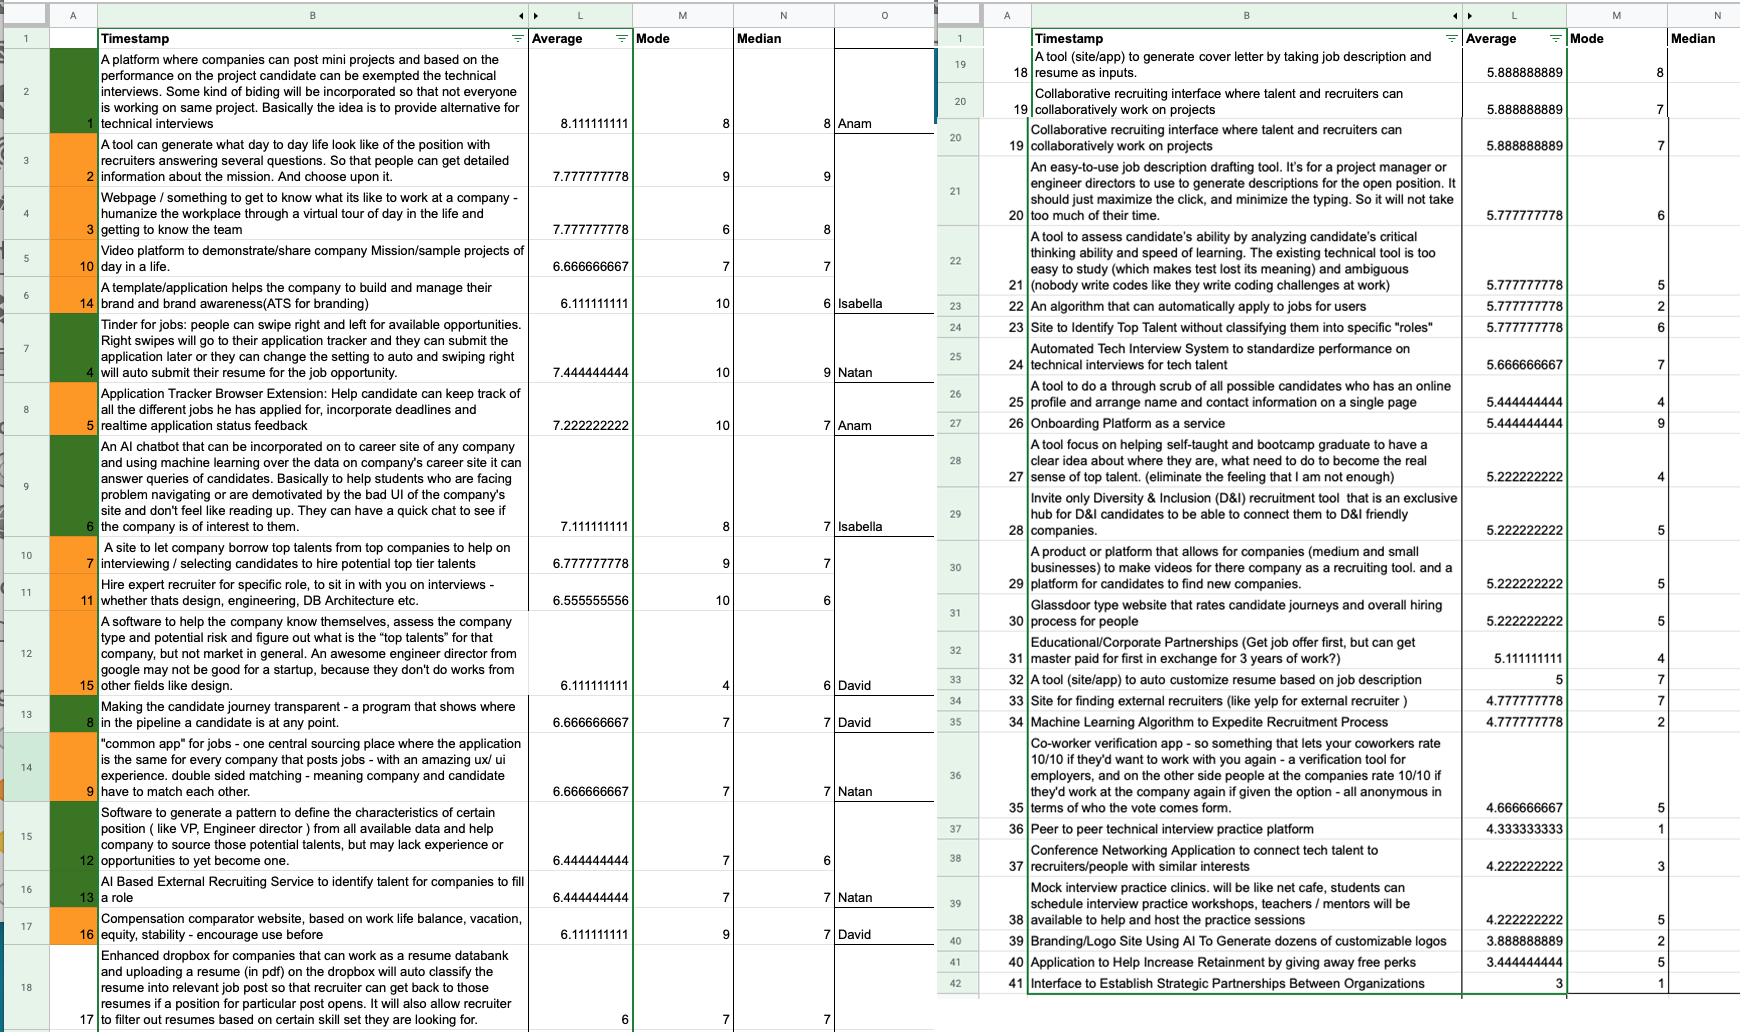 A B L M N O
1 Timestamp Average Mode Median
2
A platform where companies can post mini projects and based on the
performance on the project candidate can be exempted the technical
interviews. Some kind of biding will be incorporated so that not everyone
is working on same project. Basically the idea is to provide alternative for
1 technical interviews 8.111111111 8 8 Anam
A tool can generate what day to day life look like of the position with
3 recruiters answering several questions. So that people can get detailed
2 information about the mission. And choose upon it. 7.777777778 9 9
Webpage / something to get to know what its like to work at a company -
4 humanize the workplace through a virtual tour of day in the life and
3 getting to know the team 7.777777778 6 8
5 Video platform to demonstrate/share company Mission/sample projects of
10 day in a life. 6.666666667 7 7
6 A template/application helps the company to build and manage their
14 brand and brand awareness(ATS for branding) 6.111111111 10 6 Isabella
Tinder for jobs: people can swipe right and left for available opportunities.
7 Right swipes will go to their application tracker and they can submit the
application later or they can change the setting to auto and swiping right
4 will auto submit their resume for the job opportunity. 7.444444444 10 9 Natan
Application Tracker Browser Extension: Help candidate can keep track of
8 all the different jobs he has applied for, incorporate deadlines and
5 realtime application status feedback 7.222222222 10 7 Anam
An AI chatbot that can be incorporated on to career site of any company
and using machine learning over the data on company's career site it can
9 answer queries of candidates. Basically to help students who are facing
problem navigating or are demotivated by the bad UI of the company's
site and don't feel like reading up. They can have a quick chat to see if
6 the company is of interest to them. 7.111111111 8 7 Isabella
10 A site to let company borrow top talents from top companies to help on
7 interviewing / selecting candidates to hire potential top tier talents 6.777777778 9 7
11 Hire expert recruiter for specific role, to sit in with you on interviews -
11 whether thats design, engineering, DB Architecture etc. 6.555555556 10 6
A software to help the company know themselves, assess the company
type and potential risk and figure out what is the “top talents” for that
12 company, but not market in general. An awesome engineer director from
google may not be good for a startup, because they don't do works from
15 other fields like design. 6.111111111 4 6 David
13 Making the candidate journey transparent - a program that shows where
8 in the pipeline a candidate is at any point. 6.666666667 7 7 David
"common app" for jobs - one central sourcing place where the application
14 is the same for every company that posts jobs - with an amazing ux/ ui
experience. double sided matching - meaning company and candidate
9 have to match each other. 6.666666667 7 7 Natan
Software to generate a pattern to define the characteristics of certain
15 position ( like VP, Engineer director ) from all available data and help
company to source those potential talents, but may lack experience or
12 opportunities to yet become one. 6.444444444 7 6
16 AI Based External Recruiting Service to identify talent for companies to fill
13 a role 6.444444444 7 7 Natan
17 Compensation comparator website, based on work life balance, vacation,
16 equity, stability - encourage use before 6.111111111 9 7 David
Enhanced dropbox for companies that can work as a resume databank
and uploading a resume (in pdf) on the dropbox will auto classify the
18 resume into relevant job post so that recruiter can get back to those
resumes if a position for particular post opens. It will also allow recruiter
17 to filter out resumes based on certain skill set they are looking for. 6 7 7
A B L M N
1 Timestamp Average Mode Median
19 A tool (site/app) to generate cover letter by taking job description and
18 resume as inputs. 5.888888889 8
20 Collaborative recruiting interface where talent and recruiters can
19 collaboratively work on projects 5.888888889 7
20 Collaborative recruiting interface where talent and recruiters can
19 collaboratively work on projects 5.888888889 7
An easy-to-use job description drafting tool. It’s for a project manager or
21 engineer directors to use to generate descriptions for the open position. It
should just maximize the click, and minimize the typing. So it will not take
20 too much of their time. 5.777777778 6
A tool to assess candidate’s ability by analyzing candidate’s critical
22 thinking ability and speed of learning. The existing technical tool is too
easy to study (which makes test lost its meaning) and ambiguous
21 (nobody write codes like they write coding challenges at work) 5.777777778 5
23 22 An algorithm that can automatically apply to jobs for users 5.777777778 2
24 23 Site to Identify Top Talent without classifying them into specific "roles" 5.777777778 6
25 Automated Tech Interview System to standardize performance on
24 technical interviews for tech talent 5.666666667 7
26 A tool to do a through scrub of all possible candidates who has an online
25 profile and arrange name and contact information on a single page 5.444444444 4
27 26 Onboarding Platform as a service 5.444444444 9
A tool focus on helping self-taught and bootcamp graduate to have a
28 clear idea about where they are, what need to do to become the real
27 sense of top talent. (eliminate the feeling that I am not enough) 5.222222222 4
Invite only Diversity & Inclusion (D&I) recruitment tool that is an exclusive
29 hub for D&I candidates to be able to connect them to D&I friendly
28 companies. 5.222222222 5
A product or platform that allows for companies (medium and small
30 businesses) to make videos for there company as a recruiting tool. and a
29 platform for candidates to find new companies. 5.222222222 5
31 Glassdoor type website that rates candidate journeys and overall hiring
30 process for people 5.222222222 5
32 Educational/Corporate Partnerships (Get job offer first, but can get
31 master paid for first in exchange for 3 years of work?) 5.111111111 4
33 32 A tool (site/app) to auto customize resume based on job description 5 7
34 33 Site for finding external recruiters (like yelp for external recruiter ) 4.777777778 7
35 34 Machine Learning Algorithm to Expedite Recruitment Process 4.777777778 2
Co-worker verification app - so something that lets your coworkers rate
10/10 if they'd want to work with you again - a verification tool for
36 employers, and on the other side people at the companies rate 10/10 if
they'd work at the company again if given the option - all anonymous in
35 terms of who the vote comes form. 4.666666667 5
37 36 Peer to peer technical interview practice platform 4.333333333 1
38 Conference Networking Application to connect tech talent to
37 recruiters/people with similar interests 4.222222222 3
Mock interview practice clinics. will be like net cafe, students can
39 schedule interview practice workshops, teachers / mentors will be
38 available to help and host the practice sessions 4.222222222 5
40 39 Branding/Logo Site Using AI To Generate dozens of customizable logos 3.888888889 2
41 40 Application to Help Increase Retainment by giving away free perks 3.444444444 5
42 41 Interface to Establish Strategic Partnerships Between Organizations 3 1